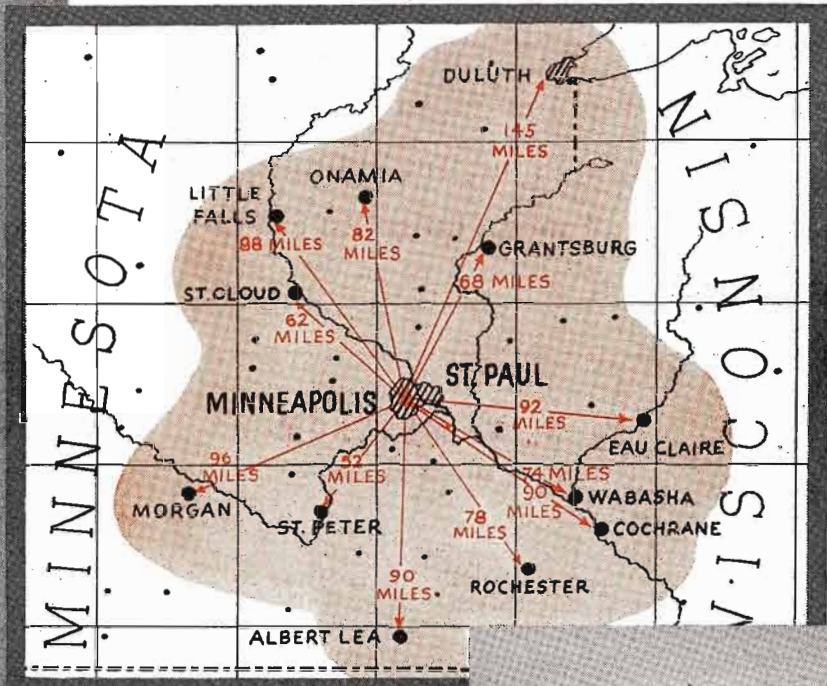 DULUTH
145
MILES
ONAMIA
LITTLE
FALLS
88 MILES
82
MILES
GRANTSBURG
68 MILES
ST. CLOUD
62
MILES
MINNEAPOLIS
ST. PAUL
92
MILES
EAU CLAIRE
96
MILES
MORGAN
52
MILES
ST. PETER
74 MILES
90
MILES
WABASHA
COCHRANE
78
MILES
ROCHESTER
90
MILES
ALBERT LEA
MINNESOTA
WISCONSIN